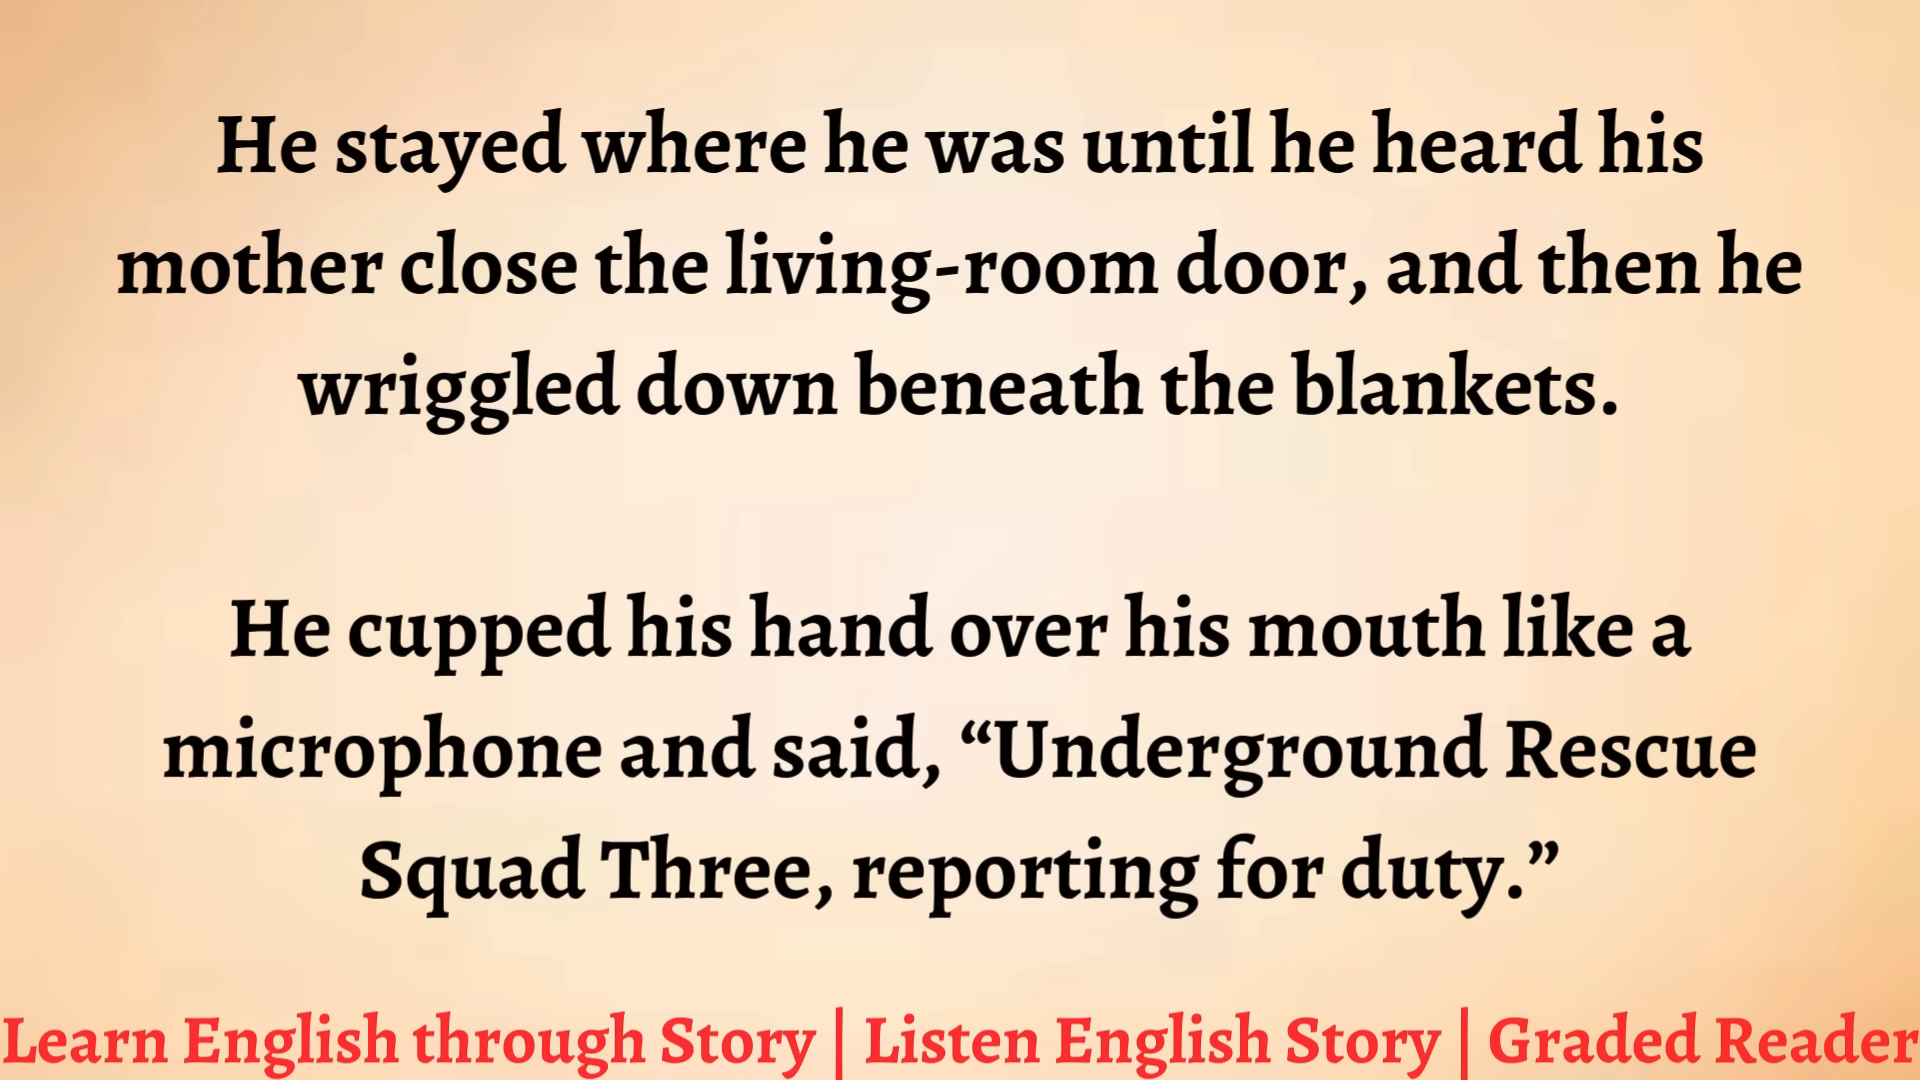 He stayed where he was until he heard his
mother close the living-room door, and then he
wriggled down beneath the blankets.
He cupped his hand over his mouth like a
microphone and said, “Underground Rescue
Squad Three, reporting for duty.”
Learn English through Story | Listen English Story | Graded Reader